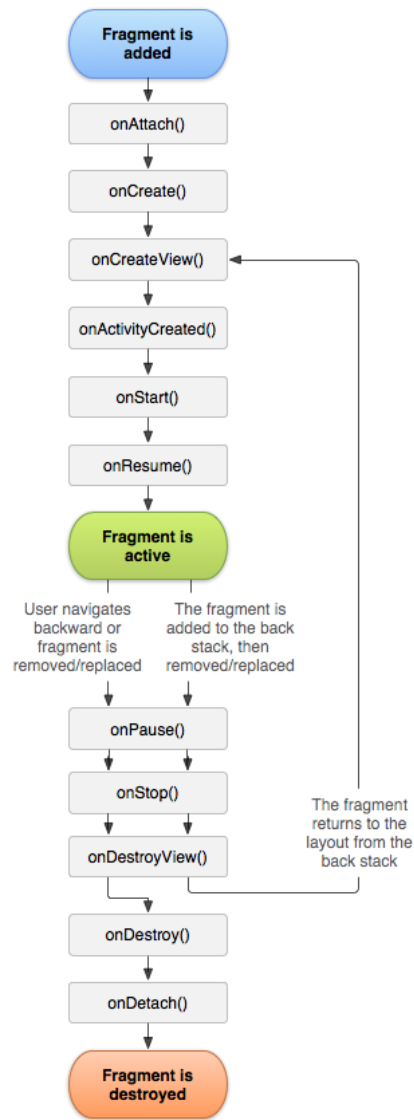 Fragment is
added
onAttach()
onCreate()
onCreateView()
onActivityCreated()
onStart()
onResume()
Fragment is
active
User navigates
backward or
fragment is
removed/replaced
The fragment is
added to the back
stack, then
removed/replaced
onPause()
onStop()
onDestroyView()
The fragment
returns to the
layout from the
back stack
onDestroy()
onDetach()
Fragment is
destroyed